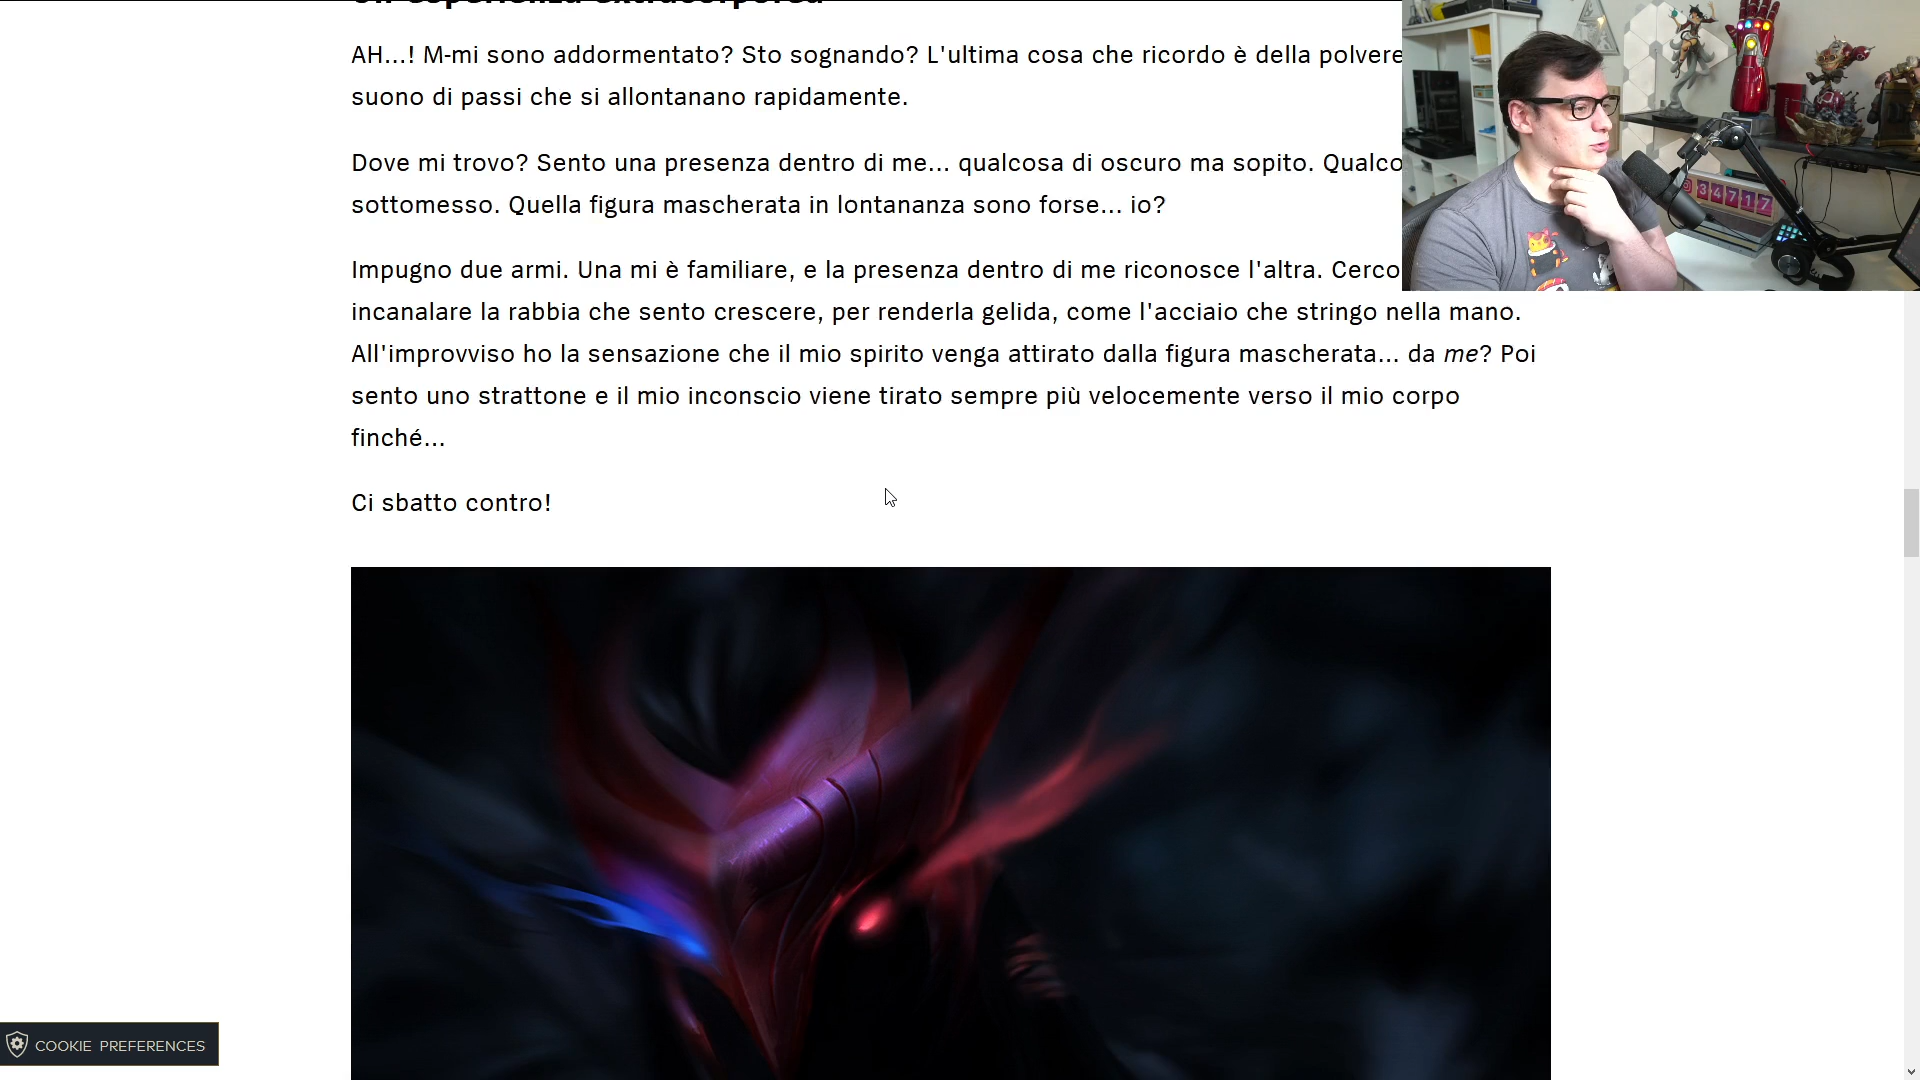 Un'esperienza extracorporea
AH...! M-mi sono addormentato? Sto sognando? L'ultima cosa che ricordo è della polvere
suono di passi che si allontanano rapidamente.
Dove mi trovo? Sento una presenza dentro di me... qualcosa di oscuro ma sopito. Qualco
sottomesso. Quella figura mascherata in lontananza sono forse... io?
Impugno due armi. Una mi è familiare, e la presenza dentro di me riconosce l'altra. Cerco
incanalare la rabbia che sento crescere, per renderla gelida, come l'acciaio che stringo nella mano.
All'improvviso ho la sensazione che il mio spirito venga attirato dalla figura mascherata... da me? Poi
sento uno strattone e il mio inconscio viene tirato sempre più velocemente verso il mio corpo
finché...
Ci sbatto contro!
34717
COOKIE PREFERENCES